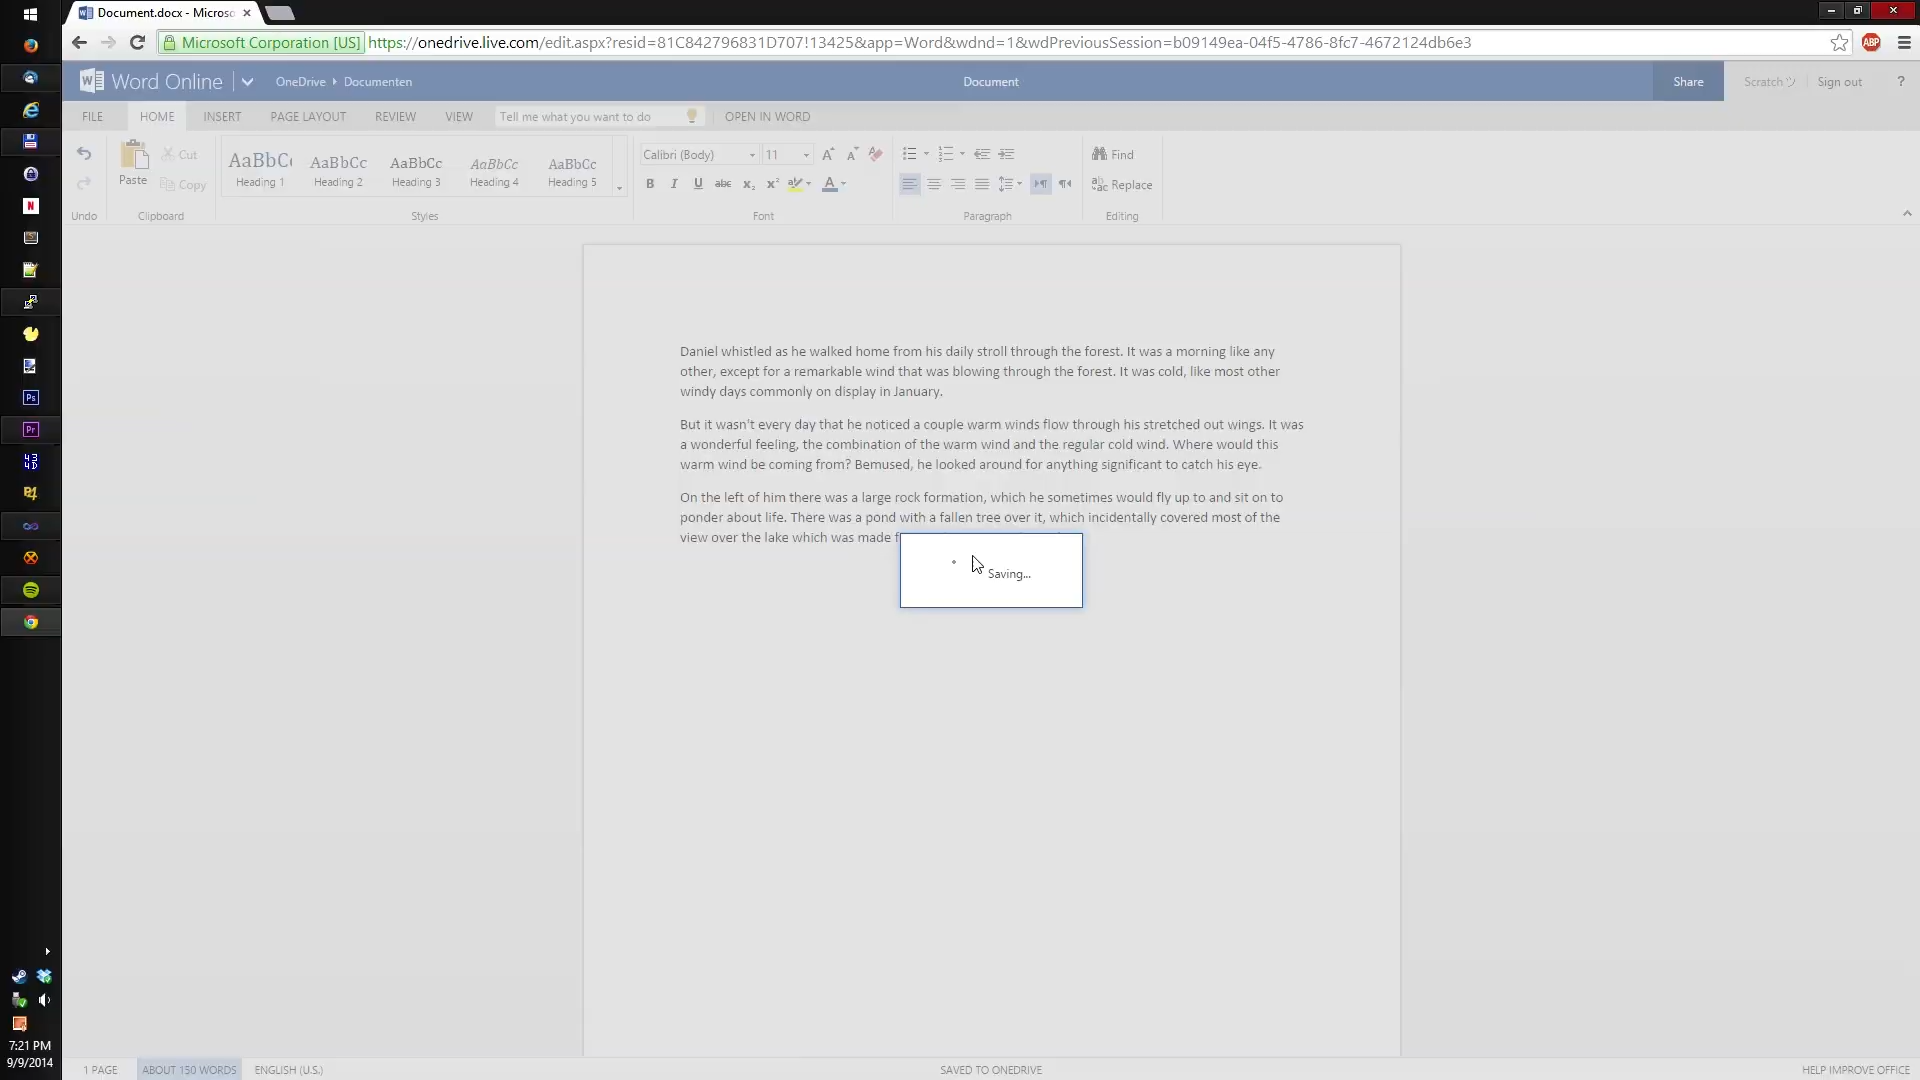 Document.docx - Microso
Microsoft Corporation [US] https://onedrive.live.com/edit.aspx?resid=81C842796831D707!13425&app=Word&wdnd=1&wdPreviousSession=b09149ea-04f5-4786-8fc7-4672124db6e3
ABP
Word Online OneDrive Documenten
Document
Share
Scratch
Sign out
?
FILE HOME INSERT PAGE LAYOUT REVIEW VIEW Tell me what you want to do OPEN IN WORD
Undo
Paste
Cut
Copy
Clipboard
AaBbCc AaBbCc AaBbCc AaBbCc AaBbCc
Heading 1 Heading 2 Heading 3 Heading 4 Heading 5
Styles
Calibri (Body) 11
B I U abc x₂ x²
Font
Paragraph
Find
Replace
Editing
Daniel whistled as he walked home from his daily stroll through the forest. It was a morning like any
other, except for a remarkable wind that was blowing through the forest. It was cold, like most other
windy days commonly on display in January.
But it wasn't every day that he noticed a couple warm winds flow through his stretched out wings. It was
a wonderful feeling, the combination of the warm wind and the regular cold wind. Where would this
warm wind be coming from? Bemused, he looked around for anything significant to catch his eye.
On the left of him there was a large rock formation, which he sometimes would fly up to and sit on to
ponder about life. There was a pond with a fallen tree over it, which incidentally covered most of the
view over the lake which was made
Saving...
7:21 PM
9/9/2014
1 PAGE ABOUT 150 WORDS ENGLISH (U.S.) SAVED TO ONEDRIVE HELP IMPROVE OFFICE